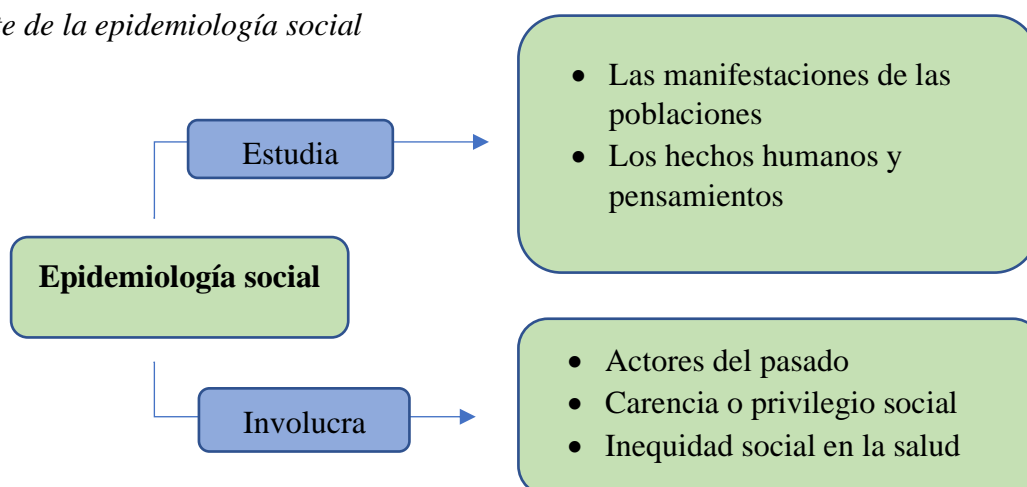 de la epidemiología social
• Las manifestaciones de las
poblaciones
• Los hechos humanos y
pensamientos
Estudia
Epidemiología social
• Actores del pasado
• Carencia o privilegio social
• Inequidad social en la salud
Involucra